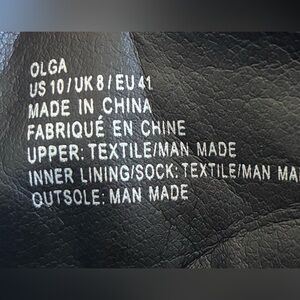 OLGA
US 10/UK 8/EU 41
MADE IN CHINA
FABRIQUÉ EN CHINE
UPPER: TEXTILE/MAN MADE
INNER LINING/SOCK: TEXTILE/MAN MA
OUTSOLE: MAN MADE